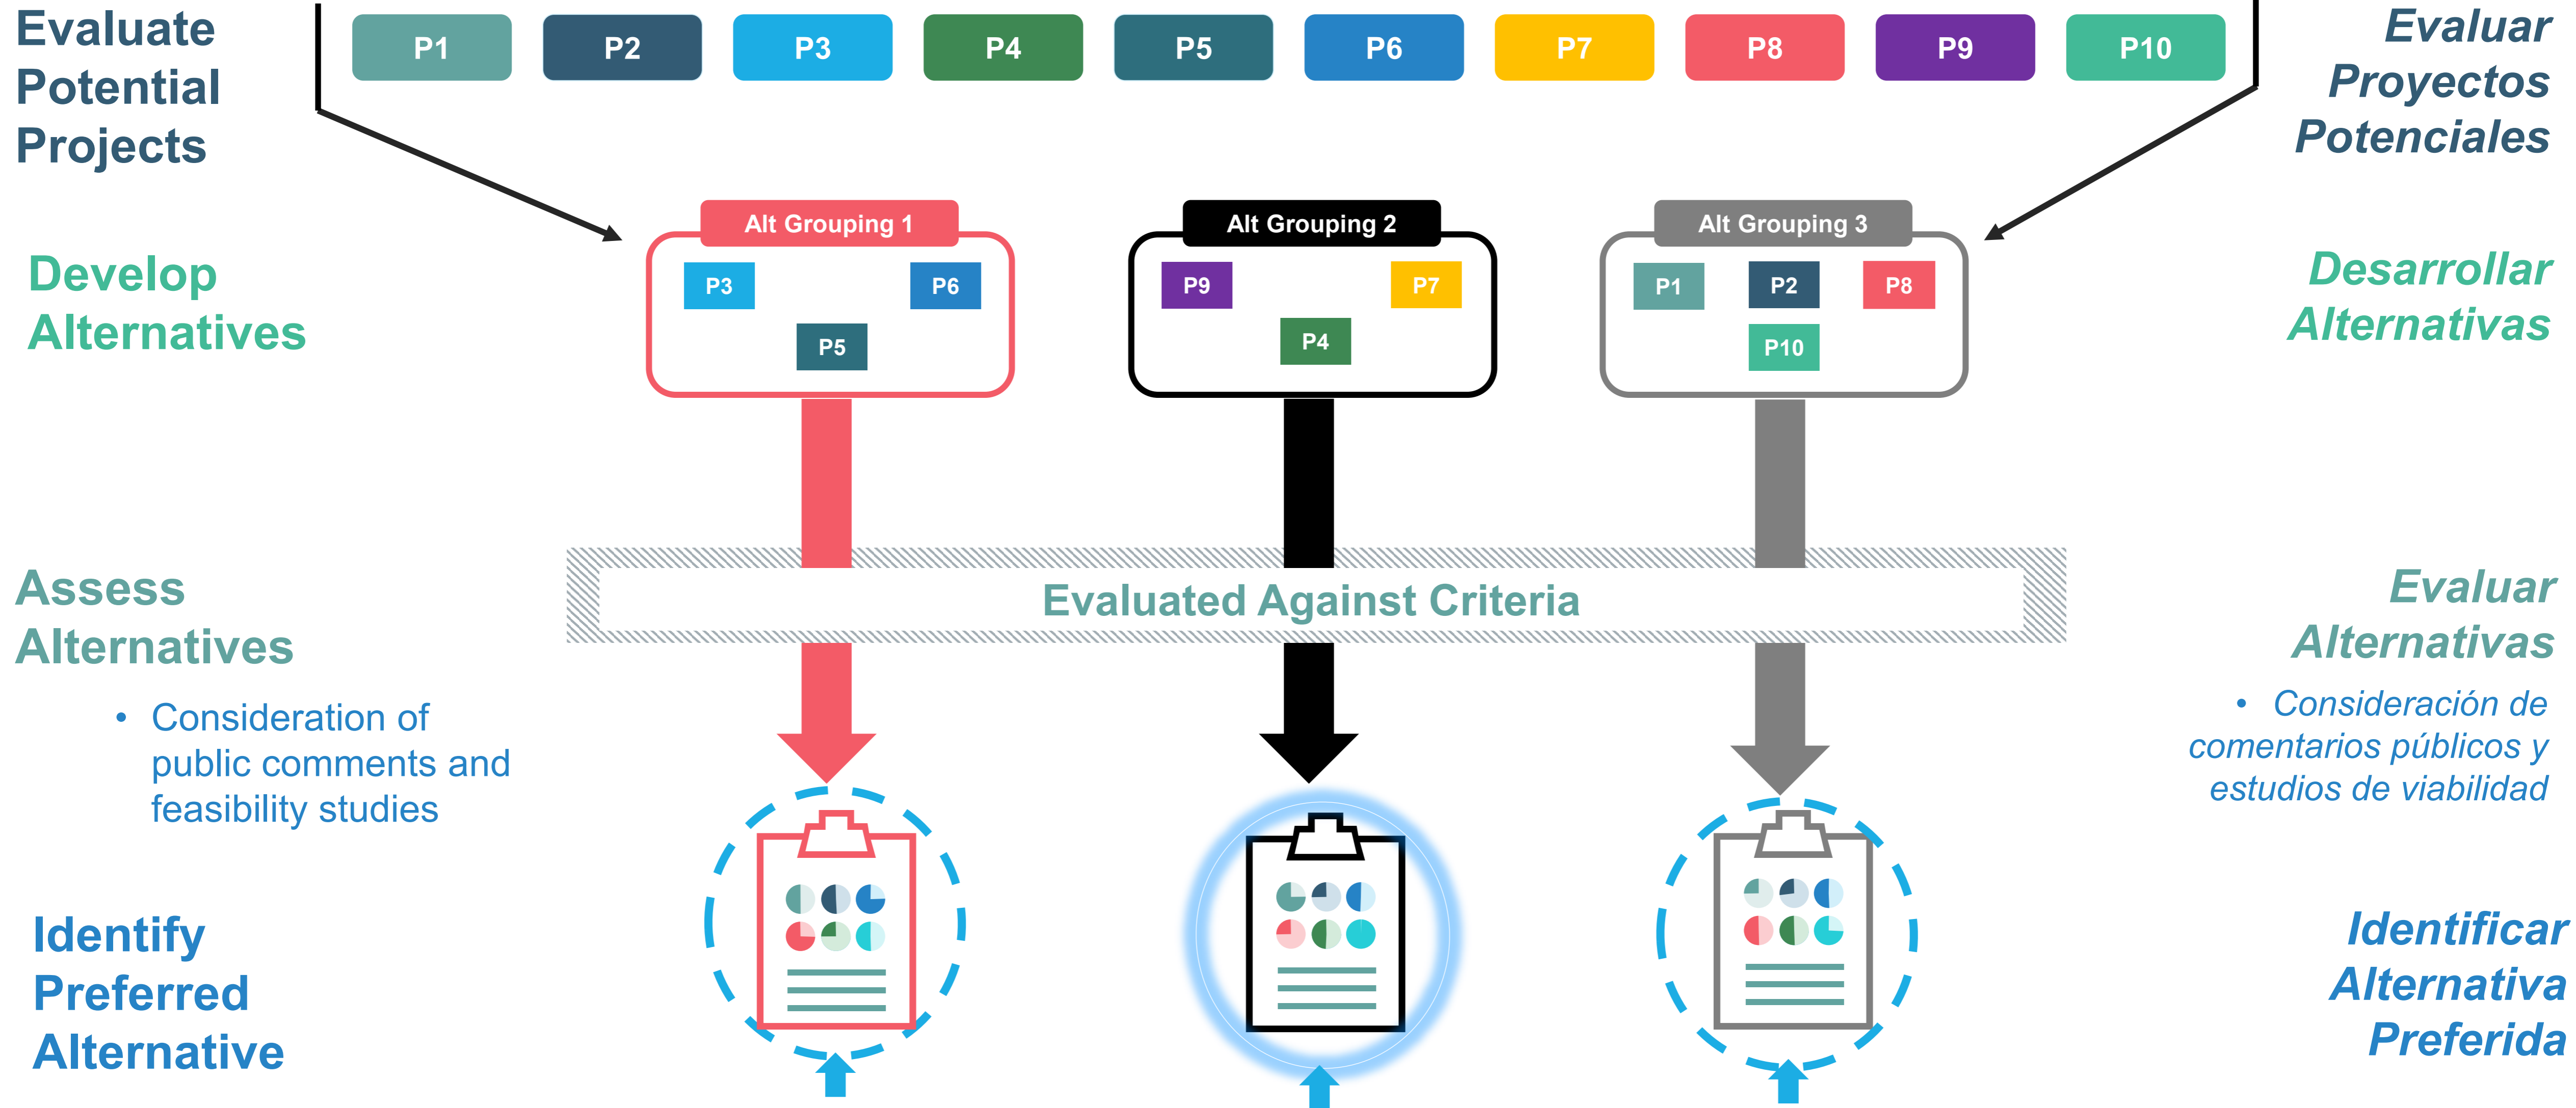 Evaluate
Potential
Projects
P1
P2
P3
P4
P5
P6
P7
P8
P9
P10
Evaluar
Proyectos
Potenciales
Develop
Alternatives
Alt Grouping 1
P3
P6
P5
Alt Grouping 2
P9
P7
P4
Alt Grouping 3
P1
P2
P8
P10
Desarrollar
Alternativas
Assess
Alternatives
• Consideration of
public comments and
feasibility studies
Evaluated Against Criteria
Evaluar
Alternativas
• Consideración de
comentarios públicos y
estudios de viabilidad
Identify
Preferred
Alternative
Identificar
Alternativa
Preferida